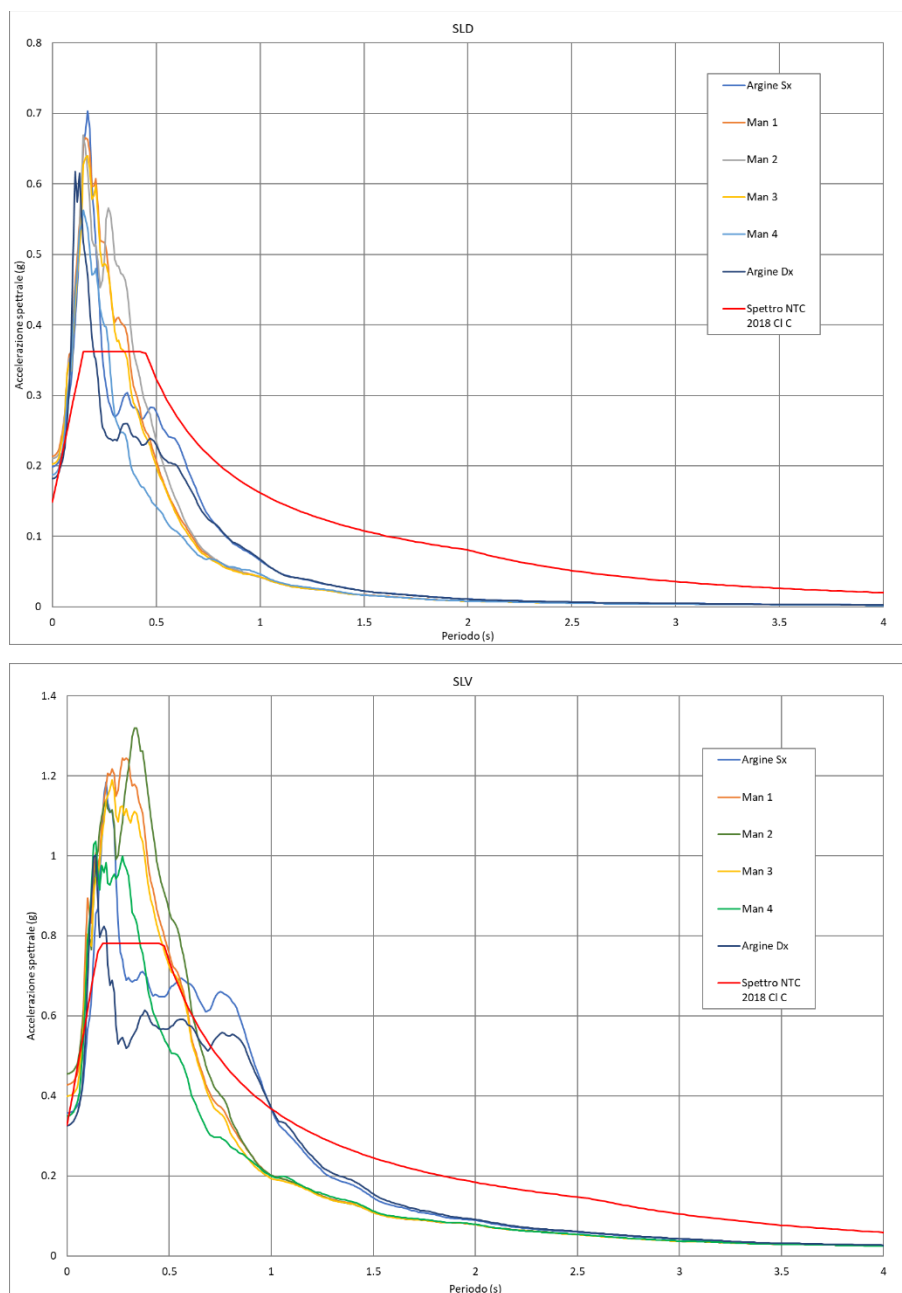 SLD
0.8
0.7
0.6
0.5
0.4
0.3
0.2
0.1
0
Accelerazione spettrale (g)
Argine Sx
Man 1
Man 2
Man 3
Man 4
Argine Dx
Spettro NTC
2018 Cl C
0 0.5 1 1.5 2 2.5 3 3.5 4
Periodo (s)
SLV
1.4
1.2
1
0.8
0.6
0.4
0.2
0
Accelerazione spettrale (g)
Argine Sx
Man 1
Man 2
Man 3
Man 4
Argine Dx
Spettro NTC
2018 Cl C
0 0.5 1 1.5 2 2.5 3 3.5 4
Periodo (s)